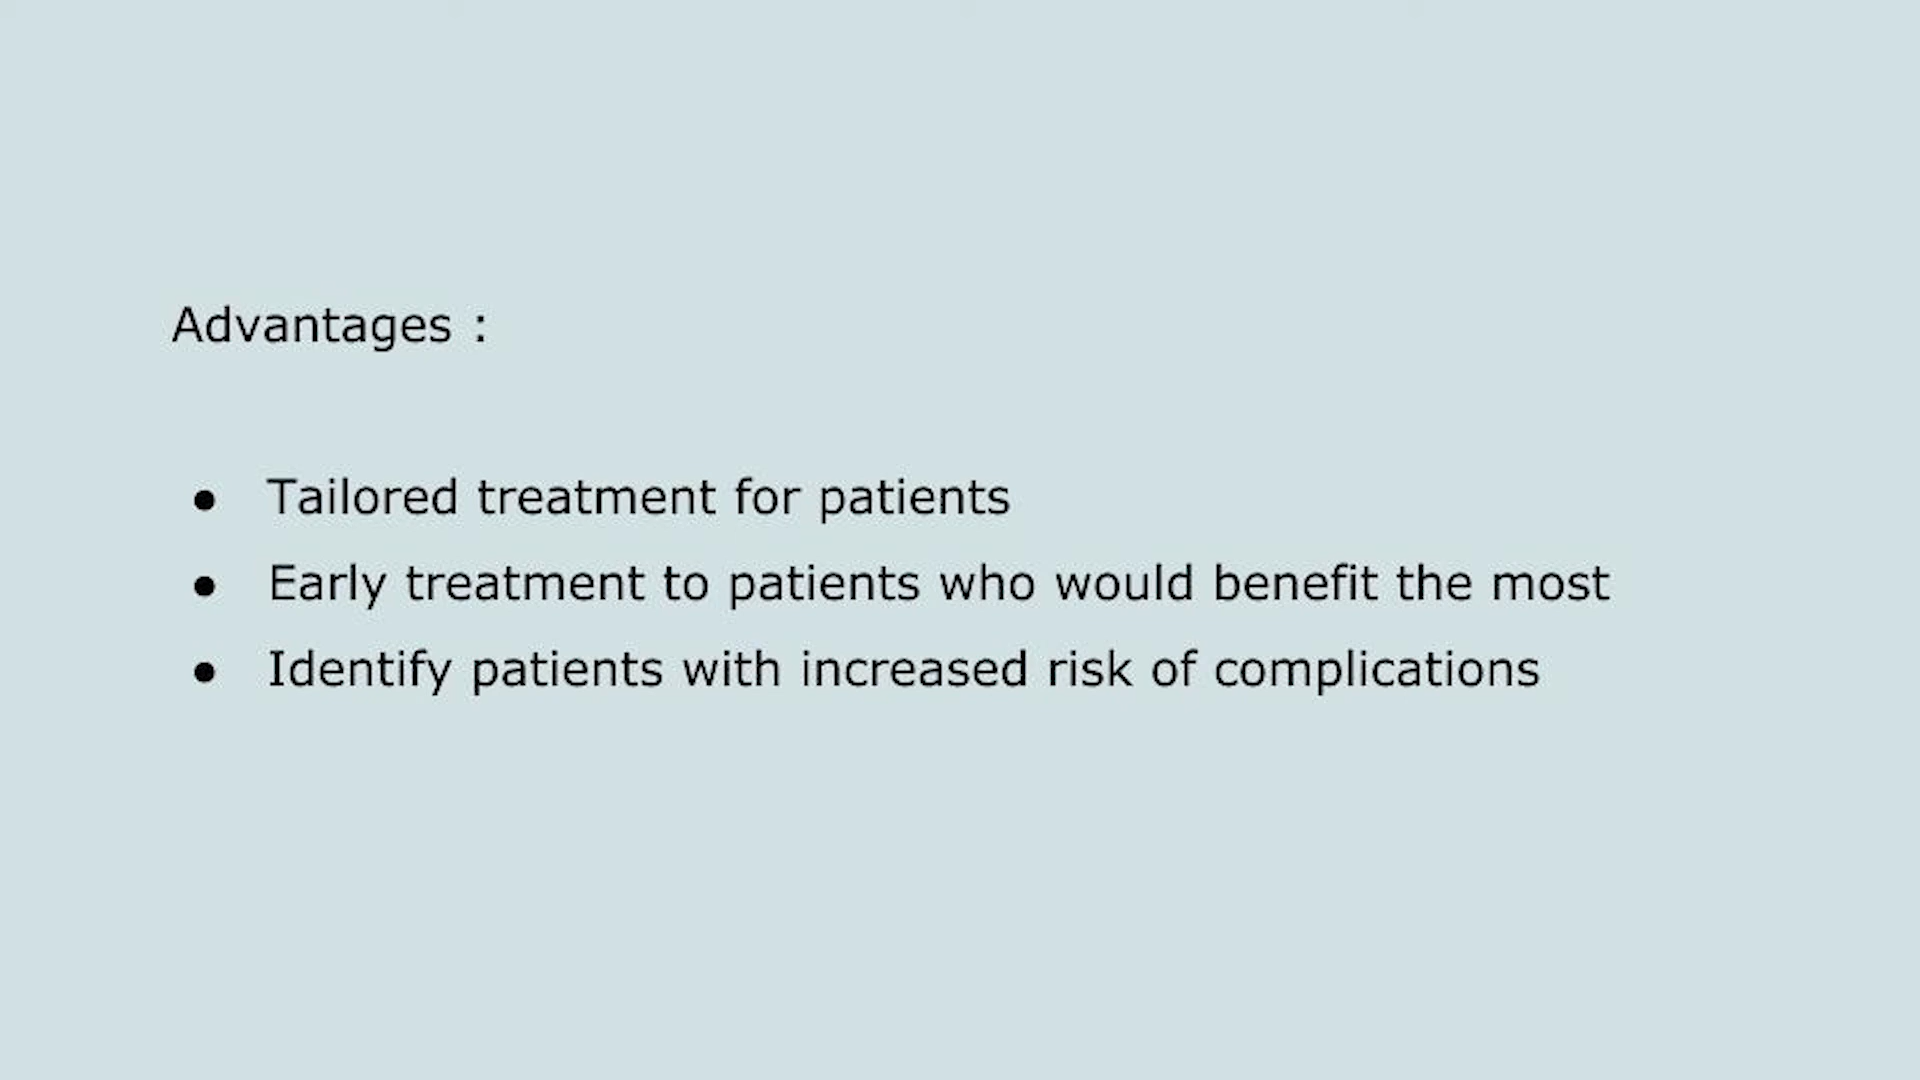 Advantages :
● Tailored treatment for patients
● Early treatment to patients who would benefit the most
● Identify patients with increased risk of complications